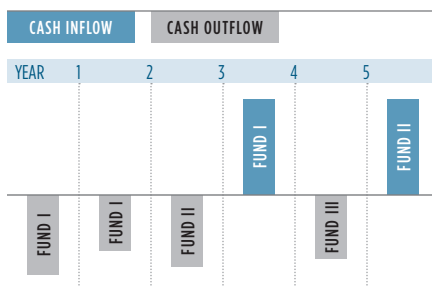 CASH INFLOW CASH OUTFLOW
YEAR 1 2 3 4 5
FUND I
FUND II
FUND I
FUND I
FUND II
FUND III